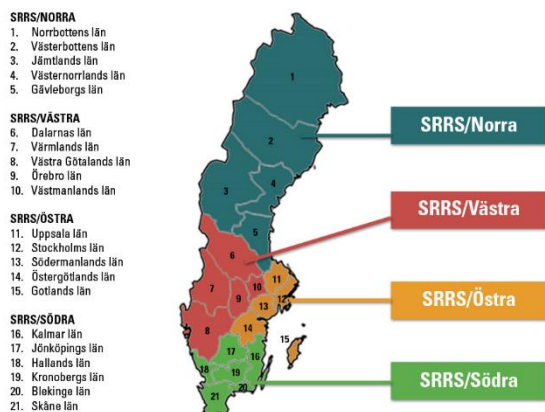 SRRS/NORRA
1. Norrbottens län
2. Västerbottens län
3. Jämtlands län
4. Västernorrlands län
5. Gävleborgs län
SRRS/VÄSTRA
6. Dalarnas län
7. Värmlands län
8. Västra Götalands län
9. Örebro län
10. Västmanlands län
SRRS/ÖSTRA
11. Uppsala län
12. Stockholms län
13. Södermanlands län
14. Östergötlands län
15. Gotlands län
SRRS/SÖDRA
16. Kalmar län
17. Jönköpings län
18. Hallands län
19. Kronobergs län
20. Blekinge län
21. Skåne län
1
2
3
4
5
6
7
8
9
10
11
12
13
14
15
16
17
18
19
20
21
SRRS/Norra
SRRS/Västra
SRRS/Östra
SRRS/Södra